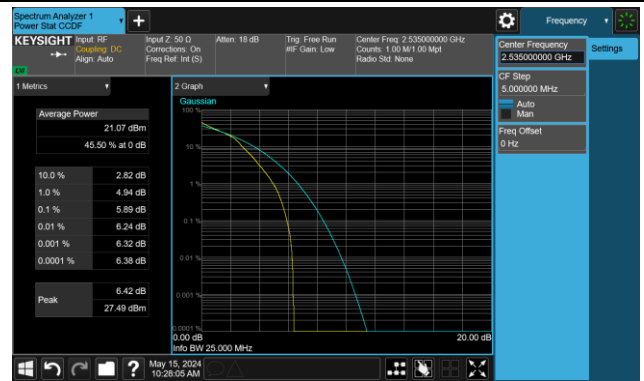 Spectrum Analyzer 1
Power Stat CCDF
Frequency
KEYSIGHT
Input: RF
Coupling: DC
Align: Auto
Input Z: 50 Ω
Corrections: On
Freq Ref: Int (S)
Atten: 18 dB
Trig: Free Run
#IF Gain: Low
Center Freq: 2.535000000 GHz
Counts: 1.00 M/1.00 Mpt
Radio Std: None
Center Frequency
2.535000000 GHz
Settings
CF Step
5.000000 MHz
Auto
Man
Freq Offset
0 Hz
1 Metrics
2 Graph
Average Power
21.07 dBm
45.50 % at 0 dB
10.0 % 2.82 dB
1.0 % 4.94 dB
0.1 % 5.89 dB
0.01 % 6.24 dB
0.001 % 6.32 dB
0.0001 % 6.38 dB
Peak
6.42 dB
27.49 dBm
Gaussian
100 %
10 %
1 %
0.1 %
0.01 %
0.001 %
0.0001 %
0.00 dB
20.00 dB
Info BW 25.000 MHz
May 15, 2024
10:28:05 AM